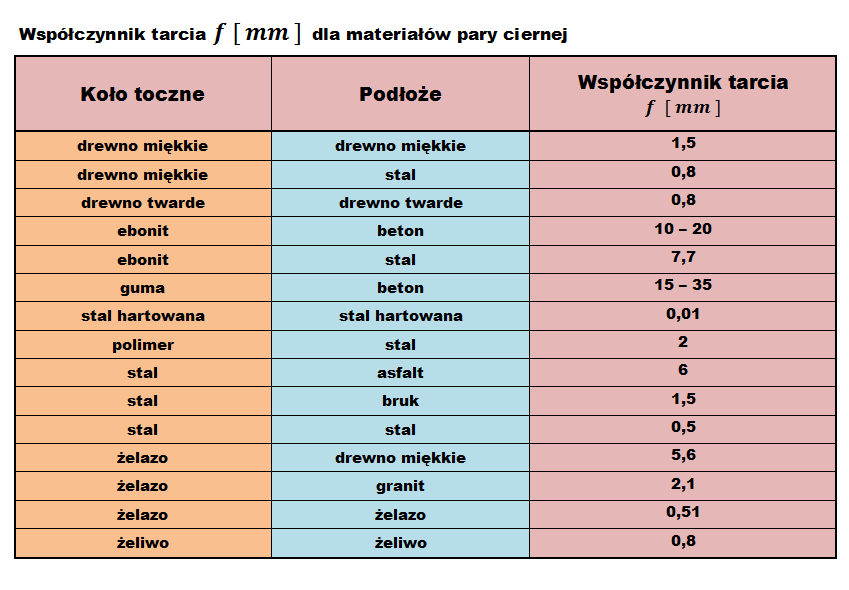 Współczynnik tarcia f [ mm ] dla materiałów pary ciernej
Koło toczne Podłoże Współczynnik tarcia
f [ mm ]
drewno miękkie drewno miękkie 1,5
drewno miękkie stal 0,8
drewno twarde drewno twarde 0,8
ebonit beton 10 – 20
ebonit stal 7,7
guma beton 15 – 35
stal hartowana stal hartowana 0,01
polimer stal 2
stal asfalt 6
stal bruk 1,5
stal stal 0,5
żelazo drewno miękkie 5,6
żelazo granit 2,1
żelazo żelazo 0,51
żeliwo żeliwo 0,8